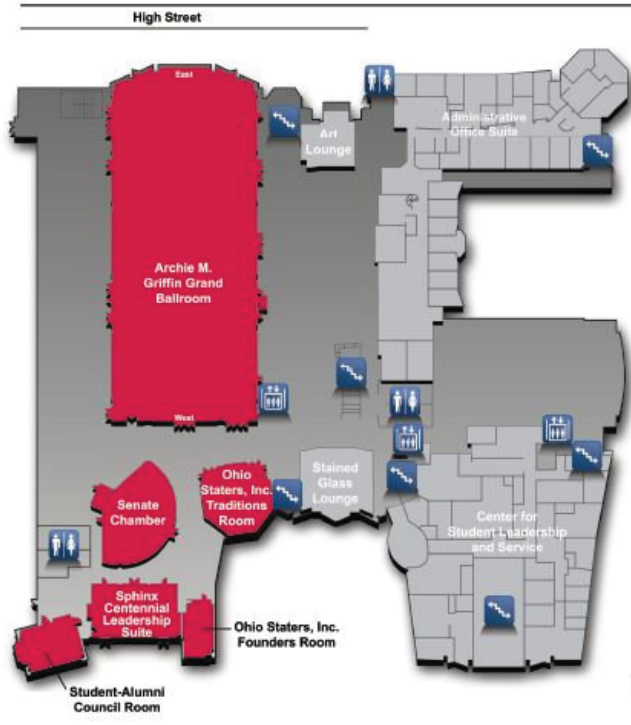 High Street
East
Art
Lounge
Administrative
Office Suite
Archie M.
Griffin Grand
Ballroom
West
Ohio
Staters, Inc.
Traditions
Room
Stained
Glass
Lounge
Senate
Chamber
Center for
Student Leadership
and Service
Sphinx
Centennial
Leadership
Suite
Ohio Staters, Inc.
Founders Room
Student-Alumni
Council Room